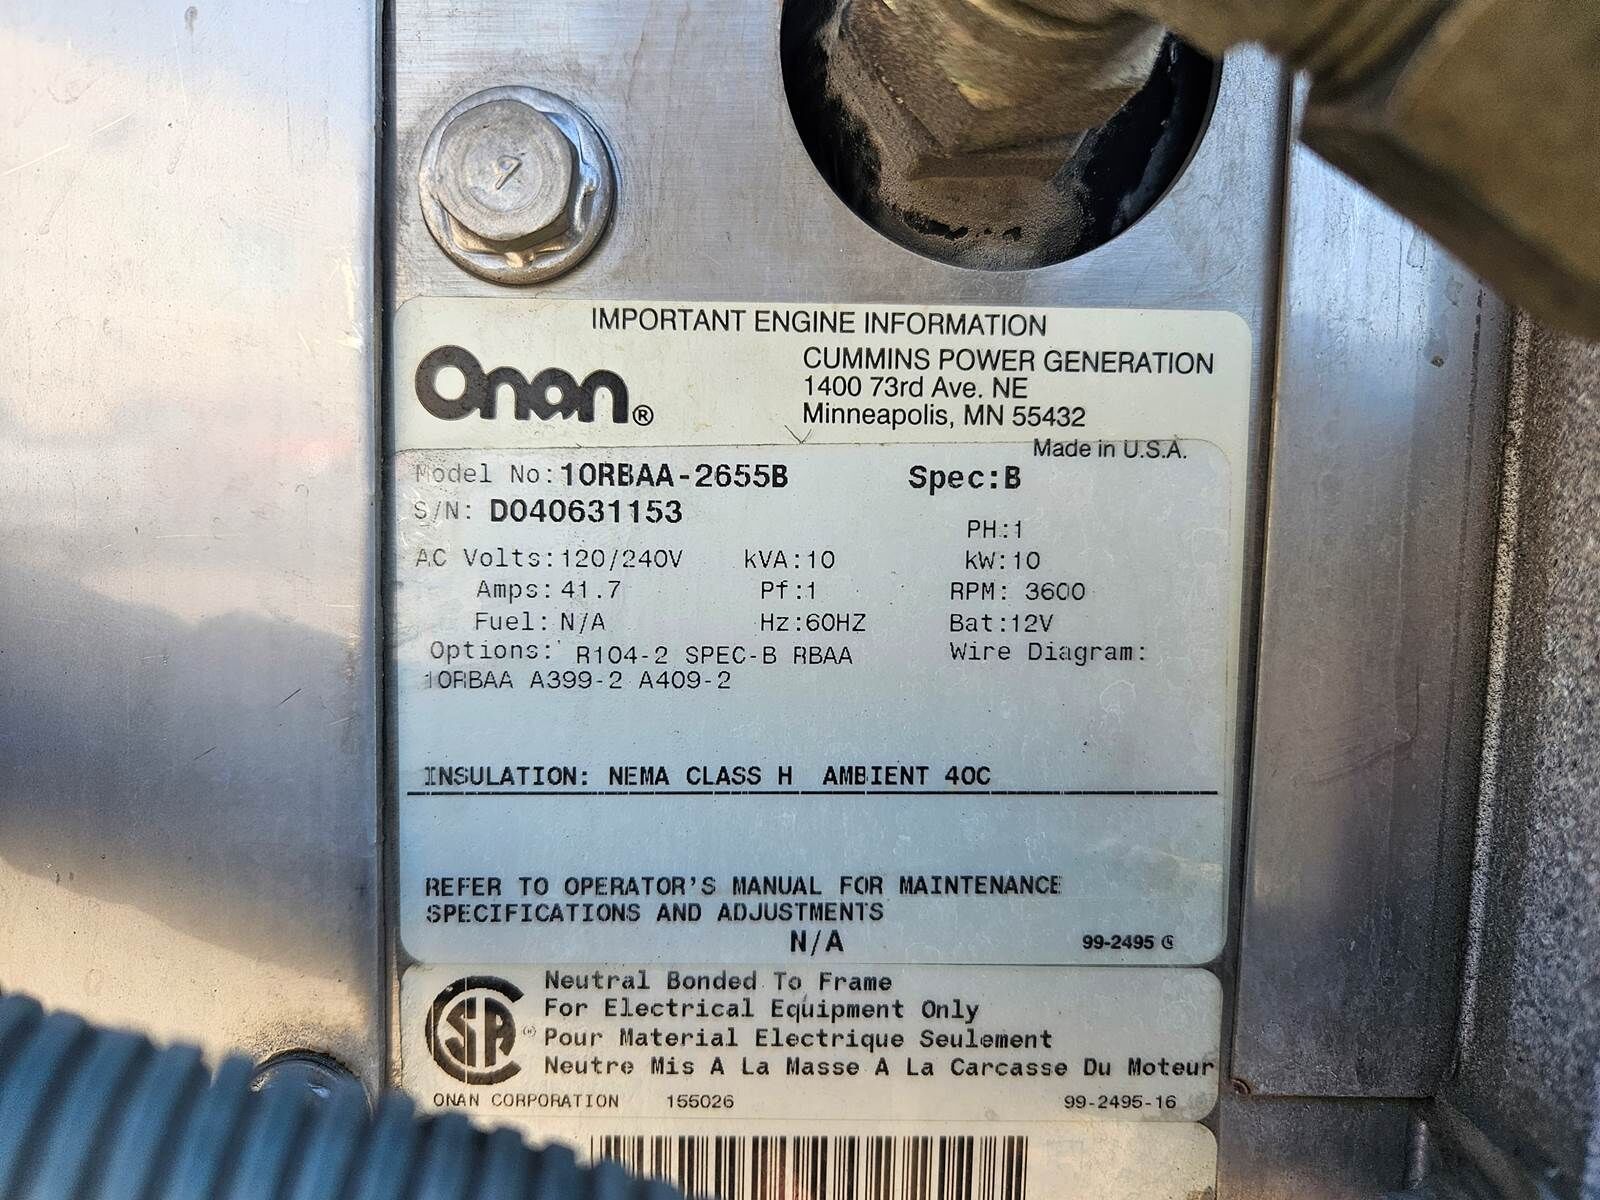 IMPORTANT ENGINE INFORMATION
Onan®
CUMMINS POWER GENERATION
1400 73rd Ave. NE
Minneapolis, MN 55432
Made in U.S.A.
Model No: 10RBAA-2655B Spec:B
S/N: D040631153
PH:1
AC Volts: 120/240V kVA:10 kW:10
Amps: 41.7 Pf:1 RPM: 3600
Fuel: N/A Hz:60HZ Bat:12V
Options: R104-2 SPEC-B RBAA Wire Diagram:
10RBAA A399-2 A409-2
INSULATION: NEMA CLASS H AMBIENT 40C
REFER TO OPERATOR'S MANUAL FOR MAINTENANCE
SPECIFICATIONS AND ADJUSTMENTS
N/A 99-2495
Neutral Bonded To Frame
For Electrical Equipment Only
Pour Material Electrique Seulement
Neutre Mis A La Masse A La Carcasse Du Moteur
ONAN CORPORATION 155026 99-2495-16